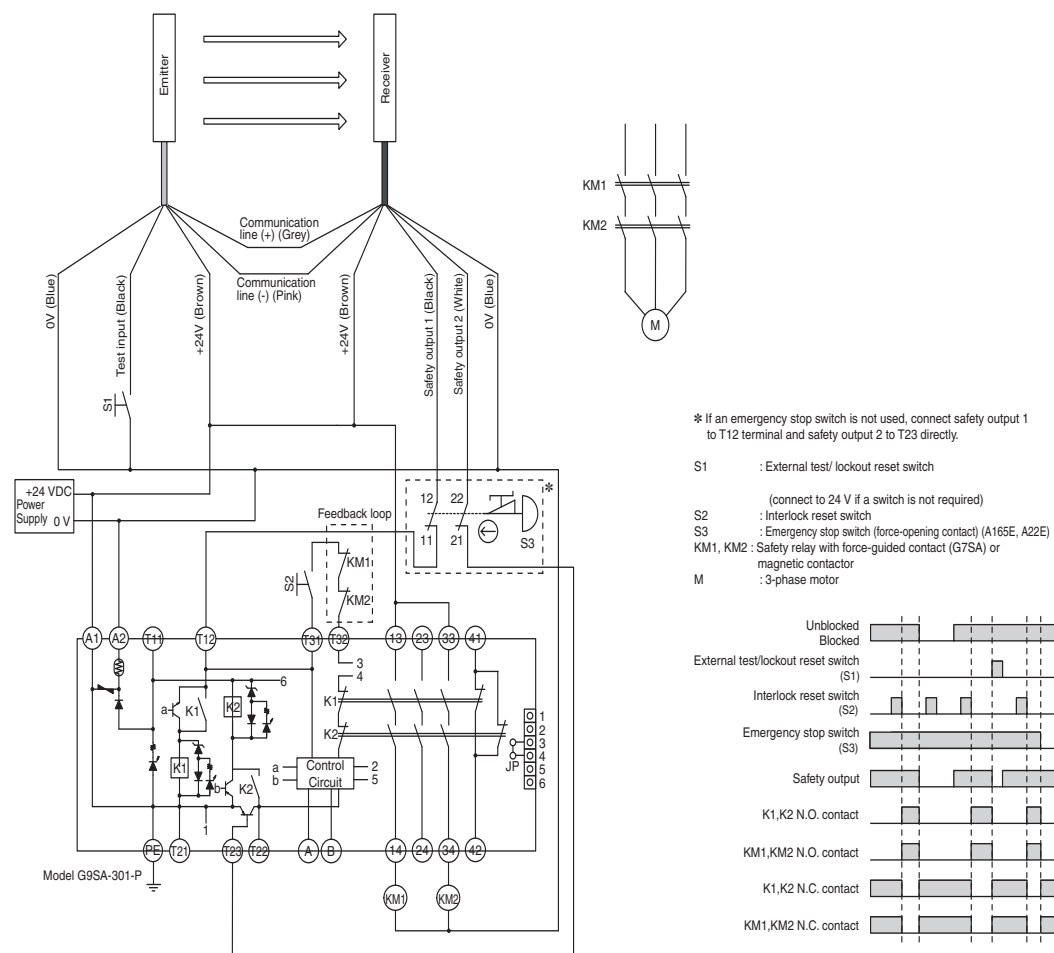 Emitter
Receiver
Communication
line (+) (Grey)
Communication
line (-) (Pink)
0V (Blue)
Test input (Black)
+24V (Brown)
+24V (Brown)
Safety output 1 (Black)
Safety output 2 (White)
0V (Blue)
S1
KM1
KM2
M
✽ If an emergency stop switch is not used, connect safety output 1
to T12 terminal and safety output 2 to T23 directly.
S1 : External test/ lockout reset switch
(connect to 24 V if a switch is not required)
S2 : Interlock reset switch
S3 : Emergency stop switch (force-opening contact) (A165E, A22E)
KM1, KM2 : Safety relay with force-guided contact (G7SA) or
magnetic contactor
M : 3-phase motor
+24 VDC
Power
Supply 0 V
Feedback loop
✽
12 22
11 21
S3
S2
KM1
KM2
A1 A2 T11 T12 T31 T32 13 23 33 41
3
4
6
a K1 K2
K1
K2
K1
b K2
a
b
Control
Circuit
2
5
1
JP
1
2
3
4
5
6
PE T21 T23 T22 A B 14 24 34 42
Model G9SA-301-P
KM1 KM2
Unblocked
Blocked
External test/lockout reset switch
(S1)
Interlock reset switch
(S2)
Emergency stop switch
(S3)
Safety output
K1,K2 N.O. contact
KM1,KM2 N.O. contact
K1,K2 N.C. contact
KM1,KM2 N.C. contact